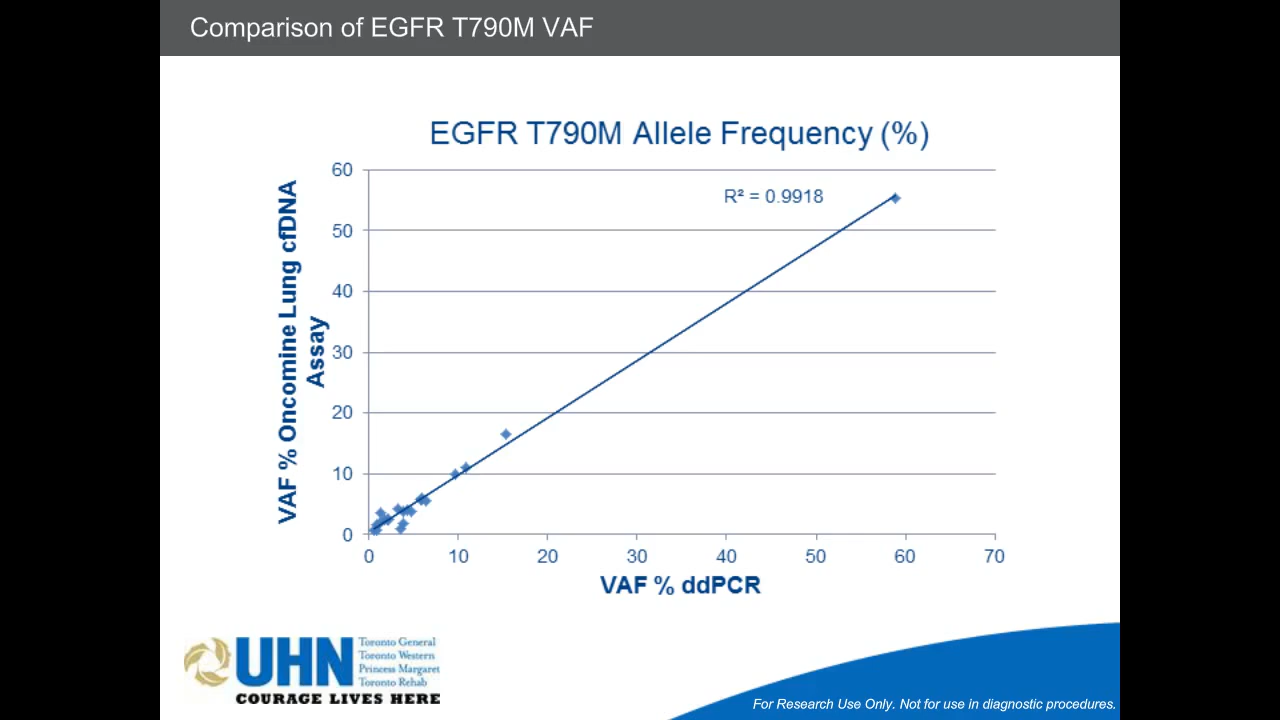 Comparison of EGFR T790M VAF
EGFR T790M Allele Frequency (%)
VAF % Oncomine Lung cfDNA
Assay
60
50
40
30
20
10
0
R² = 0.9918
0 10 20 30 40 50 60 70
VAF % ddPCR
UHN
Toronto General
Toronto Western
Princess Margaret
Toronto Rehab
COURAGE LIVES HERE
For Research Use Only. Not for use in diagnostic procedures.